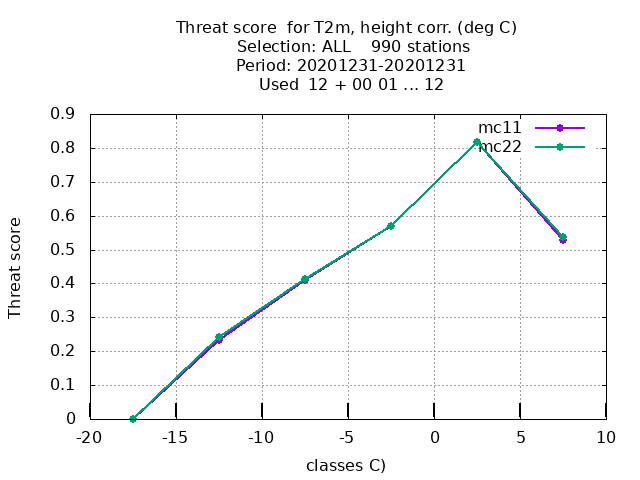 Threat score  for T2m, height corr. (deg C)
Selection: ALL    990 stations
Period: 20201231-20201231
Used  12 + 00 01 ... 12
mc11
mc22
Threat score
0.9
0.8
0.7
0.6
0.5
0.4
0.3
0.2
0.1
0
-20 -15 -10 -5 0 5 10
classes C)